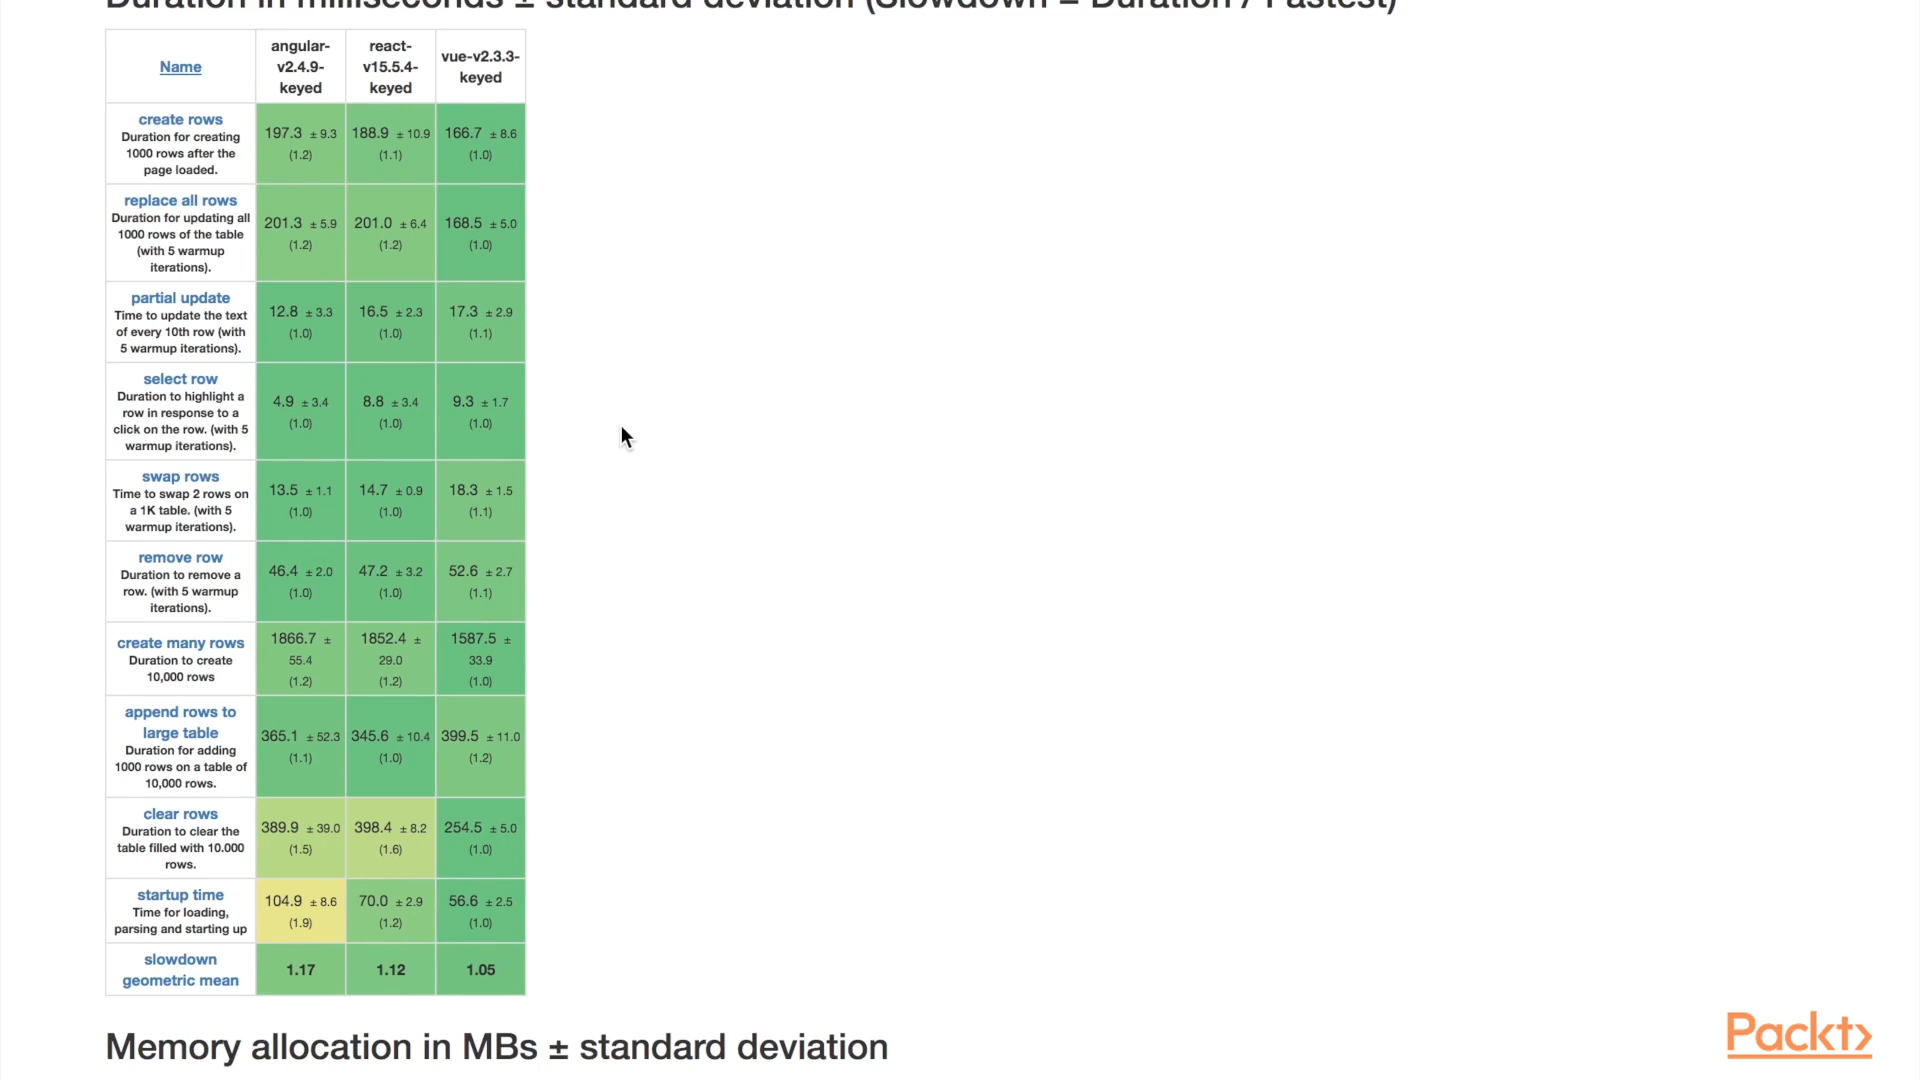 Duration in milliseconds ± standard deviation (Slowdown = Duration / Fastest)
Name
angular-
v2.4.9-
keyed
react-
v15.5.4-
keyed
vue-v2.3.3-
keyed
create rows
Duration for creating
1000 rows after the
page loaded.
197.3 ± 9.3
(1.2)
188.9 ± 10.9
(1.1)
166.7 ± 8.6
(1.0)
replace all rows
Duration for updating all
1000 rows of the table
(with 5 warmup
iterations).
201.3 ± 5.9
(1.2)
201.0 ± 6.4
(1.2)
168.5 ± 5.0
(1.0)
partial update
Time to update the text
of every 10th row (with
5 warmup iterations).
12.8 ± 3.3
(1.0)
16.5 ± 2.3
(1.0)
17.3 ± 2.9
(1.1)
select row
Duration to highlight a
row in response to a
click on the row. (with 5
warmup iterations).
4.9 ± 3.4
(1.0)
8.8 ± 3.4
(1.0)
9.3 ± 1.7
(1.0)
swap rows
Time to swap 2 rows on
a 1K table. (with 5
warmup iterations).
13.5 ± 1.1
(1.0)
14.7 ± 0.9
(1.0)
18.3 ± 1.5
(1.1)
remove row
Duration to remove a
row. (with 5 warmup
iterations).
46.4 ± 2.0
(1.0)
47.2 ± 3.2
(1.0)
52.6 ± 2.7
(1.1)
create many rows
Duration to create
10,000 rows
1866.7 ±
55.4
(1.2)
1852.4 ±
29.0
(1.2)
1587.5 ±
33.9
(1.0)
append rows to
large table
Duration for adding
1000 rows on a table of
10,000 rows.
365.1 ± 52.3
(1.1)
345.6 ± 10.4
(1.0)
399.5 ± 11.0
(1.2)
clear rows
Duration to clear the
table filled with 10.000
rows.
389.9 ± 39.0
(1.5)
398.4 ± 8.2
(1.6)
254.5 ± 5.0
(1.0)
startup time
Time for loading,
parsing and starting up
104.9 ± 8.6
(1.9)
70.0 ± 2.9
(1.2)
56.6 ± 2.5
(1.0)
slowdown
geometric mean
1.17
1.12
1.05
Memory allocation in MBs ± standard deviation
Packt>